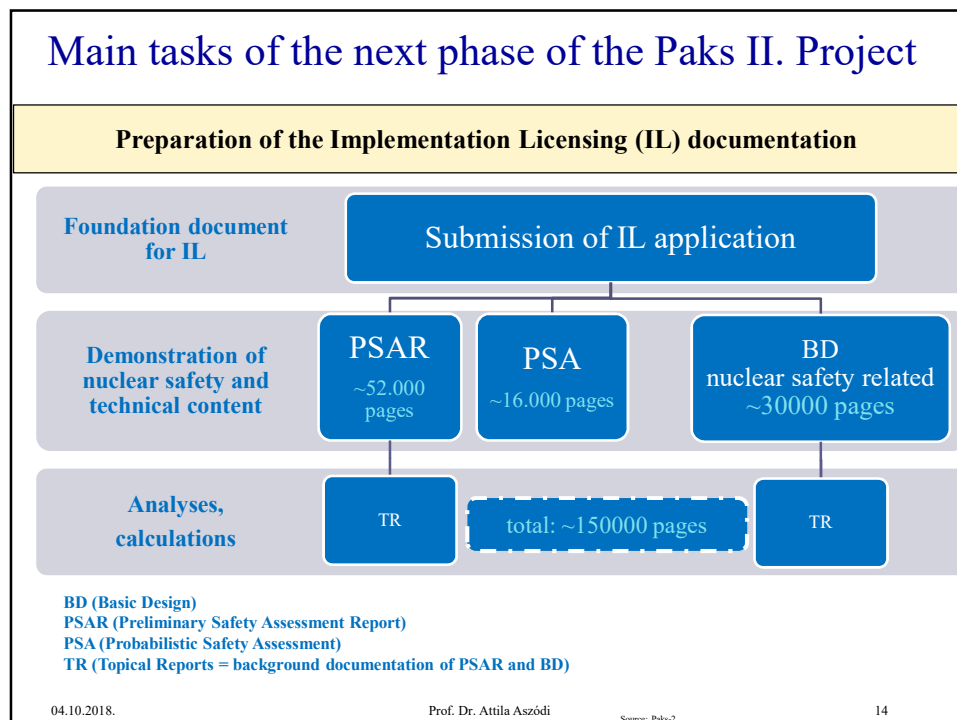 Main tasks of the next phase of the Paks II. Project
Preparation of the Implementation Licensing (IL) documentation
Foundation document
for IL
Submission of IL application
Demonstration of
nuclear safety and
technical content
PSAR
~52.000
pages
PSA
~16.000 pages
BD
nuclear safety related
~30000 pages
Analyses,
calculations
TR
total: ~150000 pages
TR
BD (Basic Design)
PSAR (Preliminary Safety Assessment Report)
PSA (Probabilistic Safety Assessment)
TR (Topical Reports = background documentation of PSAR and BD)
04.10.2018.
Prof. Dr. Attila Aszódi
Source: Paks-2
14